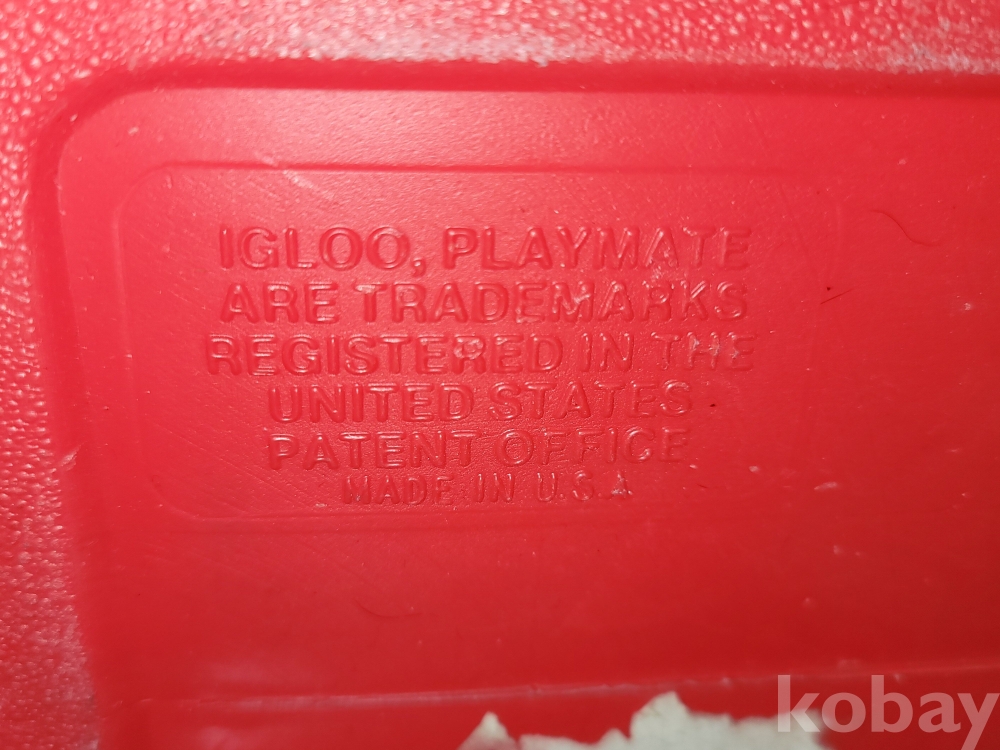 IGLOO, PLAYMATE
ARE TRADEMARKS
REGISTERED IN THE
UNITED STATES
PATENT OFFICE
MADE IN U.S.A
kobay